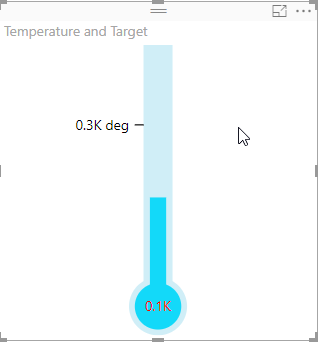 Temperature and Target
0.3K deg
0.1K